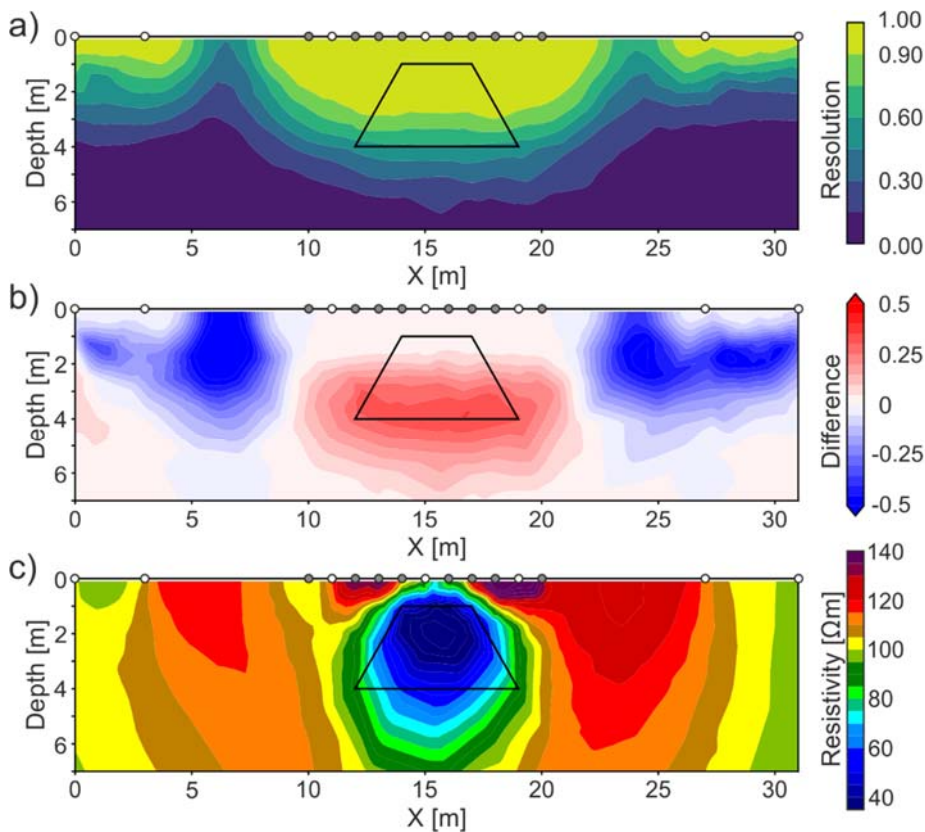 a)
0
2
4
6
Depth [m]
0 5 10 15 20 25 30
X [m]
1.00
0.90
0.60
0.30
0.00
Resolution
b)
0
2
4
6
Depth [m]
0 5 10 15 20 25 30
X [m]
0.5
0.25
0
-0.25
-0.5
Difference
c)
0
2
4
6
Depth [m]
0 5 10 15 20 25 30
X [m]
140
120
100
80
60
40
Resistivity [Ωm]